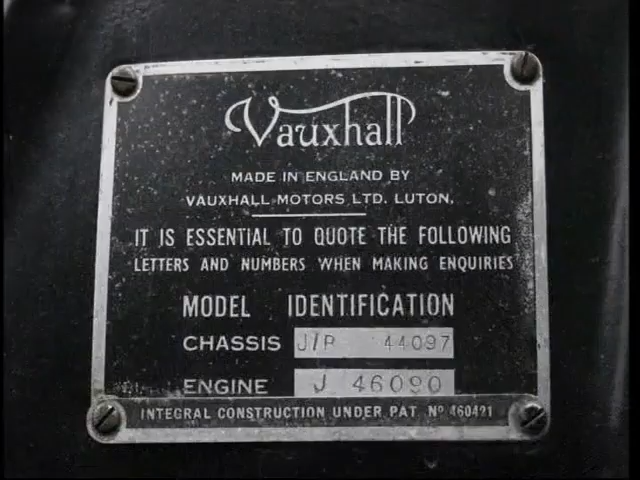 Vauxhall
MADE IN ENGLAND BY
VAUXHALL MOTORS LTD. LUTON.
IT IS ESSENTIAL TO QUOTE THE FOLLOWING
LETTERS AND NUMBERS WHEN MAKING ENQUIRIES
MODEL IDENTIFICATION
CHASSIS J/P 44097
ENGINE J 46090
INTEGRAL CONSTRUCTION UNDER PAT. Nº 460421